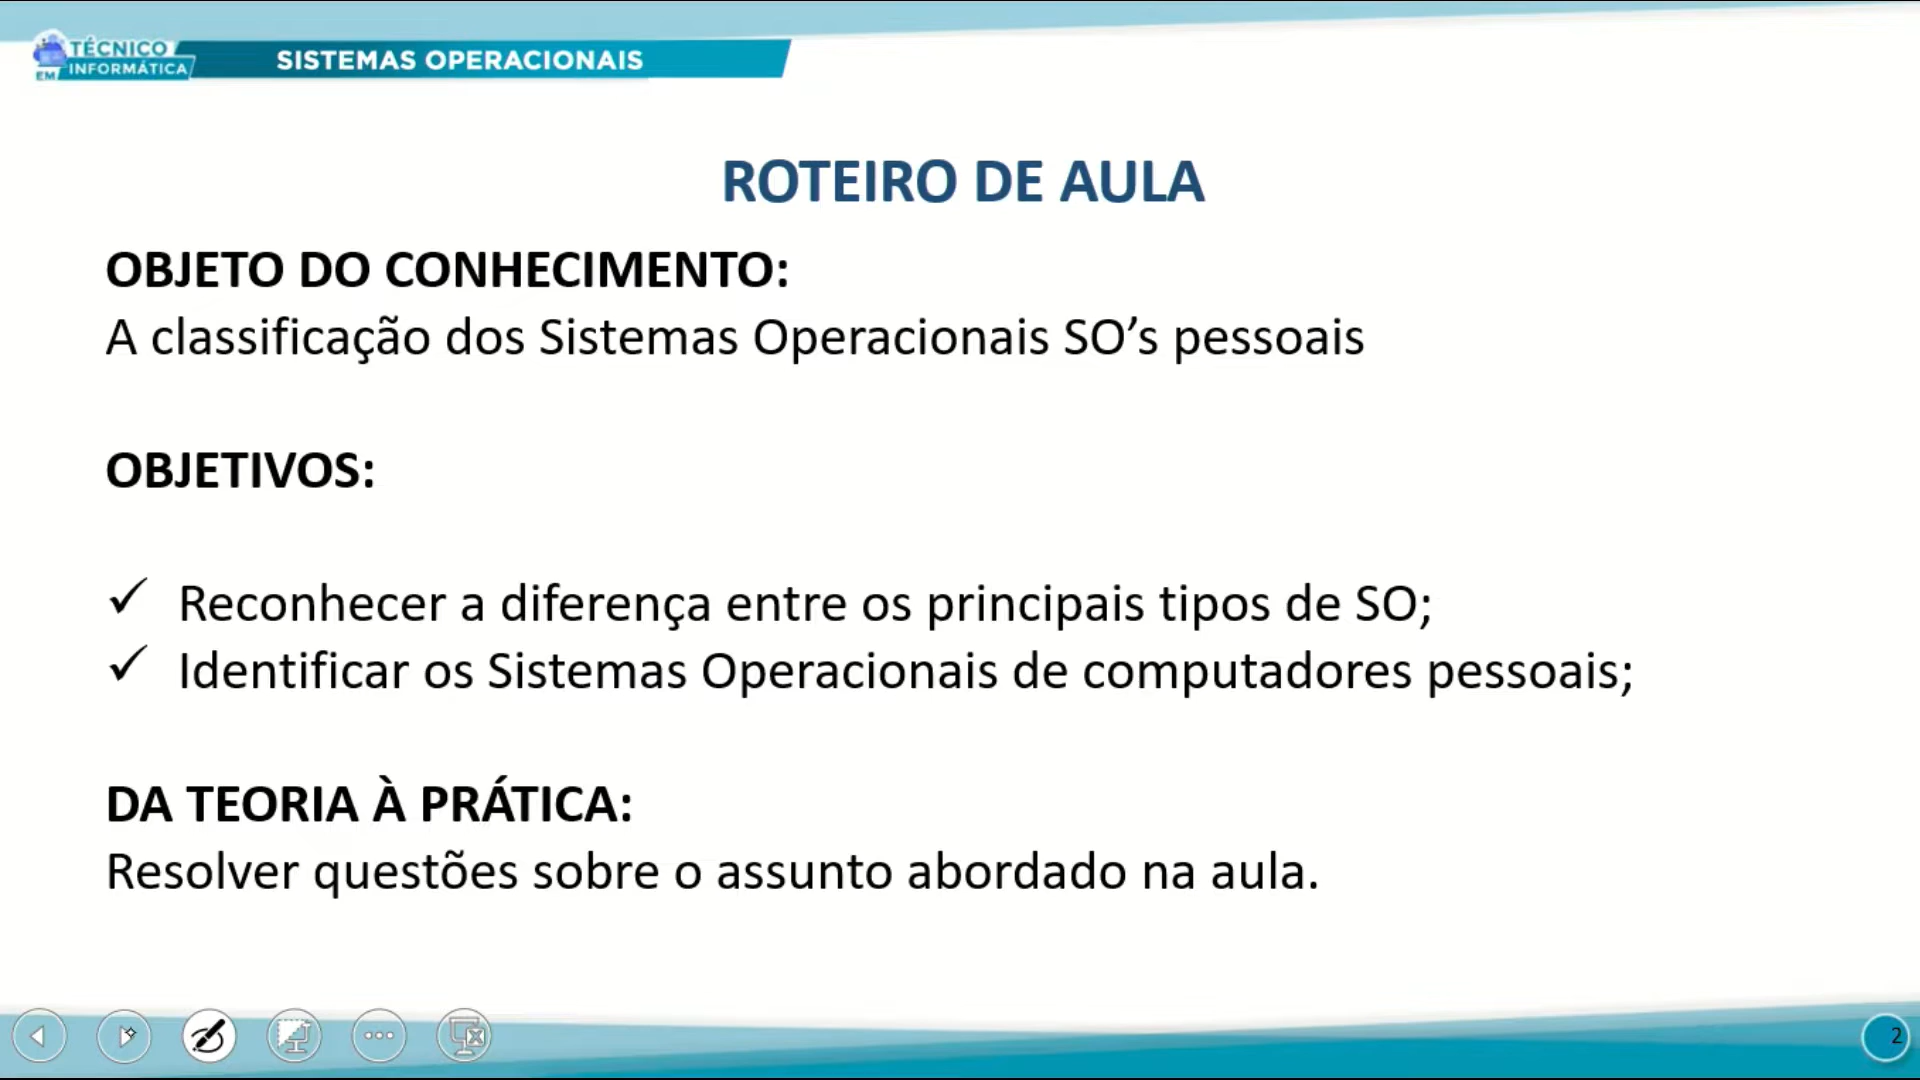 TÉCNICO
EM INFORMÁTICA
SISTEMAS OPERACIONAIS
ROTEIRO DE AULA
OBJETO DO CONHECIMENTO:
A classificação dos Sistemas Operacionais SO’s pessoais
OBJETIVOS:
✓ Reconhecer a diferença entre os principais tipos de SO;
✓ Identificar os Sistemas Operacionais de computadores pessoais;
DA TEORIA À PRÁTICA:
Resolver questões sobre o assunto abordado na aula.
2